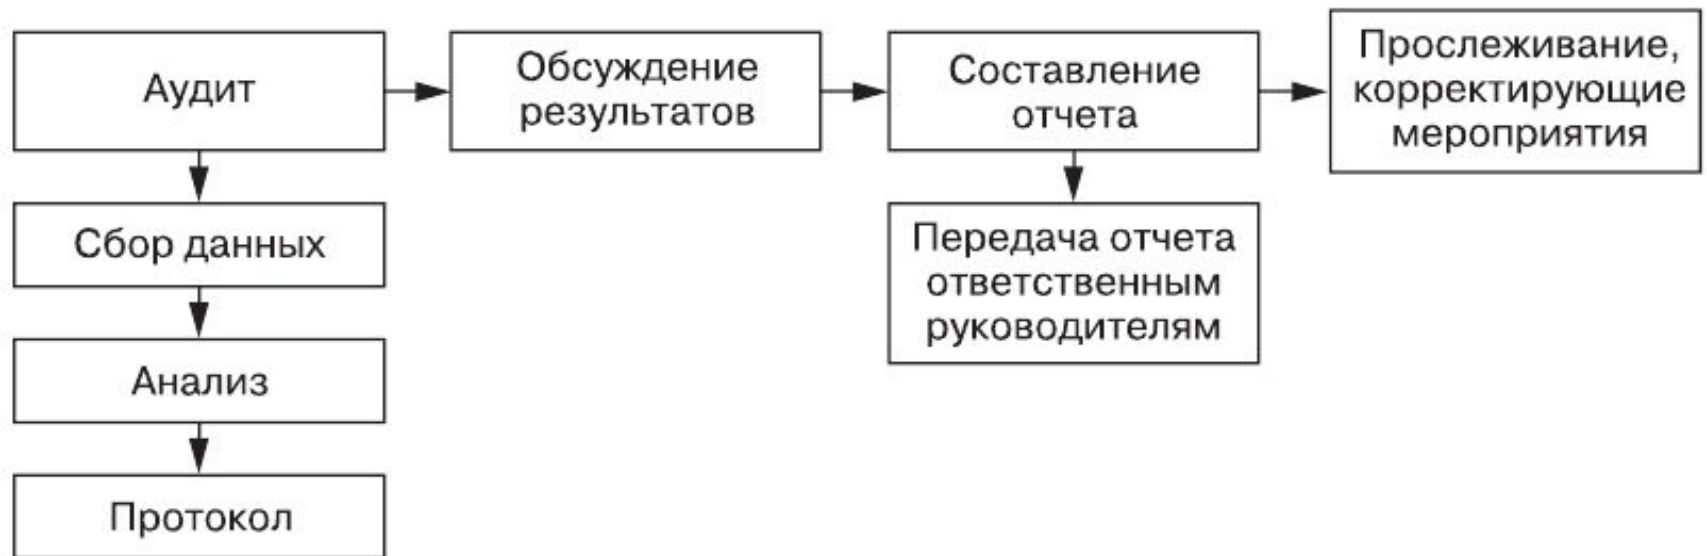 Аудит
Обсуждение
результатов
Составление
отчета
Прослеживание,
корректирующие
мероприятия
Сбор данных
Передача отчета
ответственным
руководителям
Анализ
Протокол